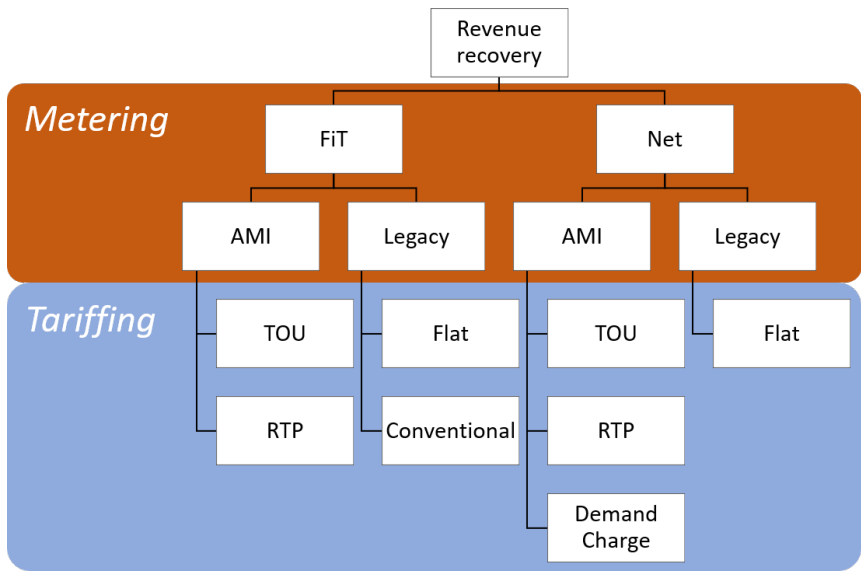 Revenue
recovery
Metering
FiT
Net
AMI
Legacy
AMI
Legacy
Tariffing
TOU
Flat
TOU
Flat
RTP
Conventional
RTP
Demand
Charge